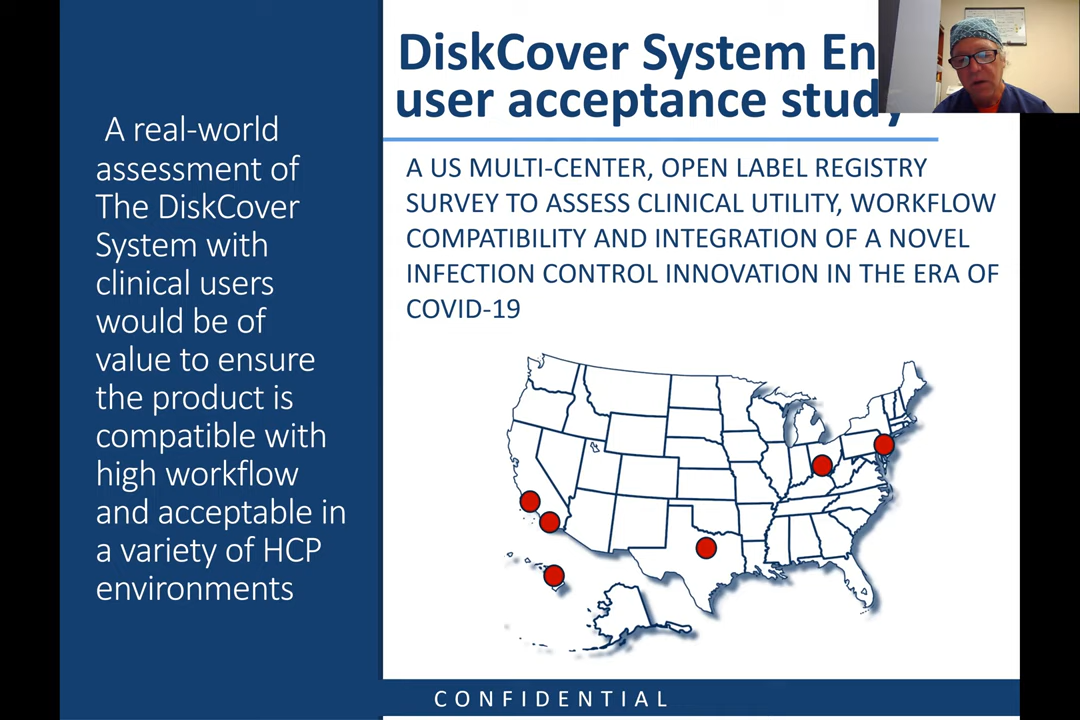 DiskCover System En
user acceptance study
A real-world
assessment of
The DiskCover
System with
clinical users
would be of
value to ensure
the product is
compatible with
high workflow
and acceptable in
a variety of HCP
environments
A US MULTI-CENTER, OPEN LABEL REGISTRY
SURVEY TO ASSESS CLINICAL UTILITY, WORKFLOW
COMPATIBILITY AND INTEGRATION OF A NOVEL
INFECTION CONTROL INNOVATION IN THE ERA OF
COVID-19
CONFIDENTIAL